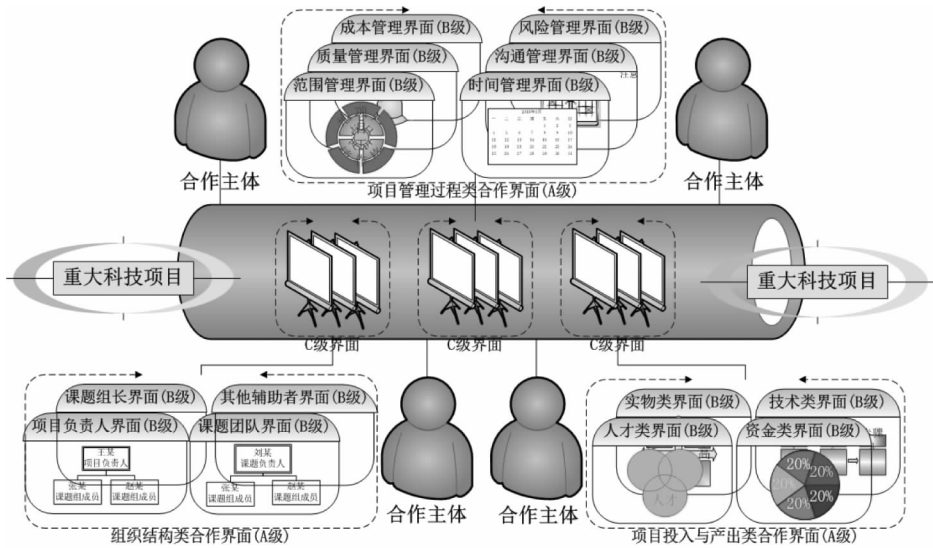 成本管理界面(B级)
风险管理界面(B级)
质量管理界面(B级)
沟通管理界面(B级)
范围管理界面(B级)
时间管理界面(B级)
合作主体
合作主体
项目管理过程类合作界面(A级)
重大科技项目
重大科技项目
C级界面
C级界面
C级界面
课题组长界面(B级)
其他辅助者界面(B级)
项目负责人界面(B级)
课题团队界面(B级)
王某
项目负责人
张某
课题组成员
赵某
课题组成员
刘某
课题负责人
张某
课题组成员
赵某
课题组成员
组织结构类合作界面(A级)
合作主体
合作主体
实物类界面(B级)
技术类界面(B级)
人才类界面(B级)
资金类界面(B级)
人才
20%
20%
20%
20%
20%
项目投入与产出类合作界面(A级)